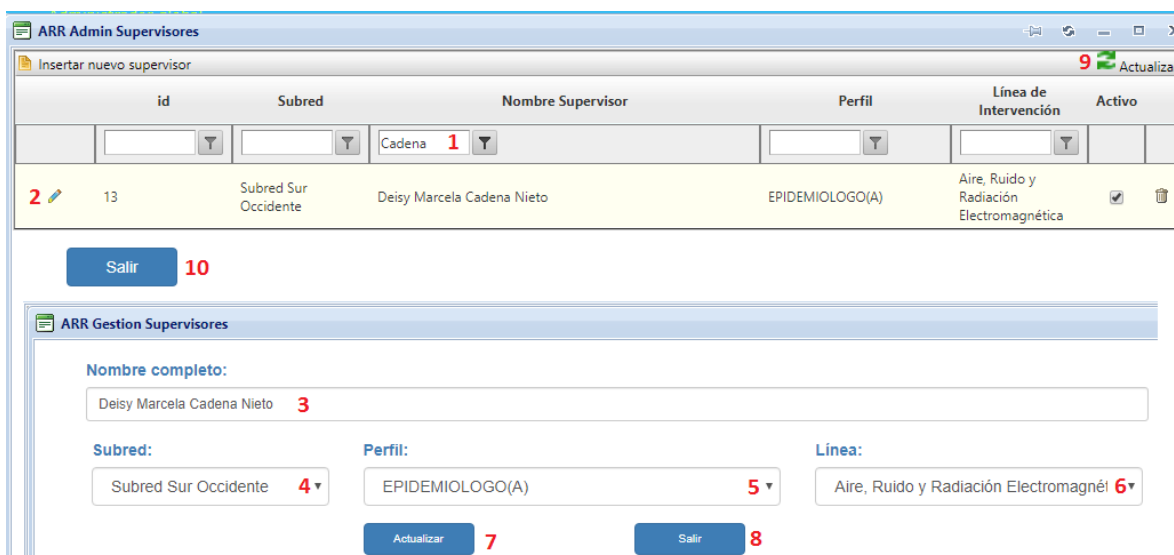 ARR Admin Supervisores
Insertar nuevo supervisor
9 Actualiza
id Subred Nombre Supervisor Perfil Línea de Intervención Activo
Cadena 1
2 13 Subred Sur Occidente Deisy Marcela Cadena Nieto EPIDEMIOLOGO(A) Aire, Ruido y Radiación Electromagnética
Salir 10
ARR Gestion Supervisores
Nombre completo:
Deisy Marcela Cadena Nieto 3
Subred: Perfil: Línea:
Subred Sur Occidente 4 EPIDEMIOLOGO(A) 5 Aire, Ruido y Radiación Electromagnét 6
Actualizar 7 Salir 8